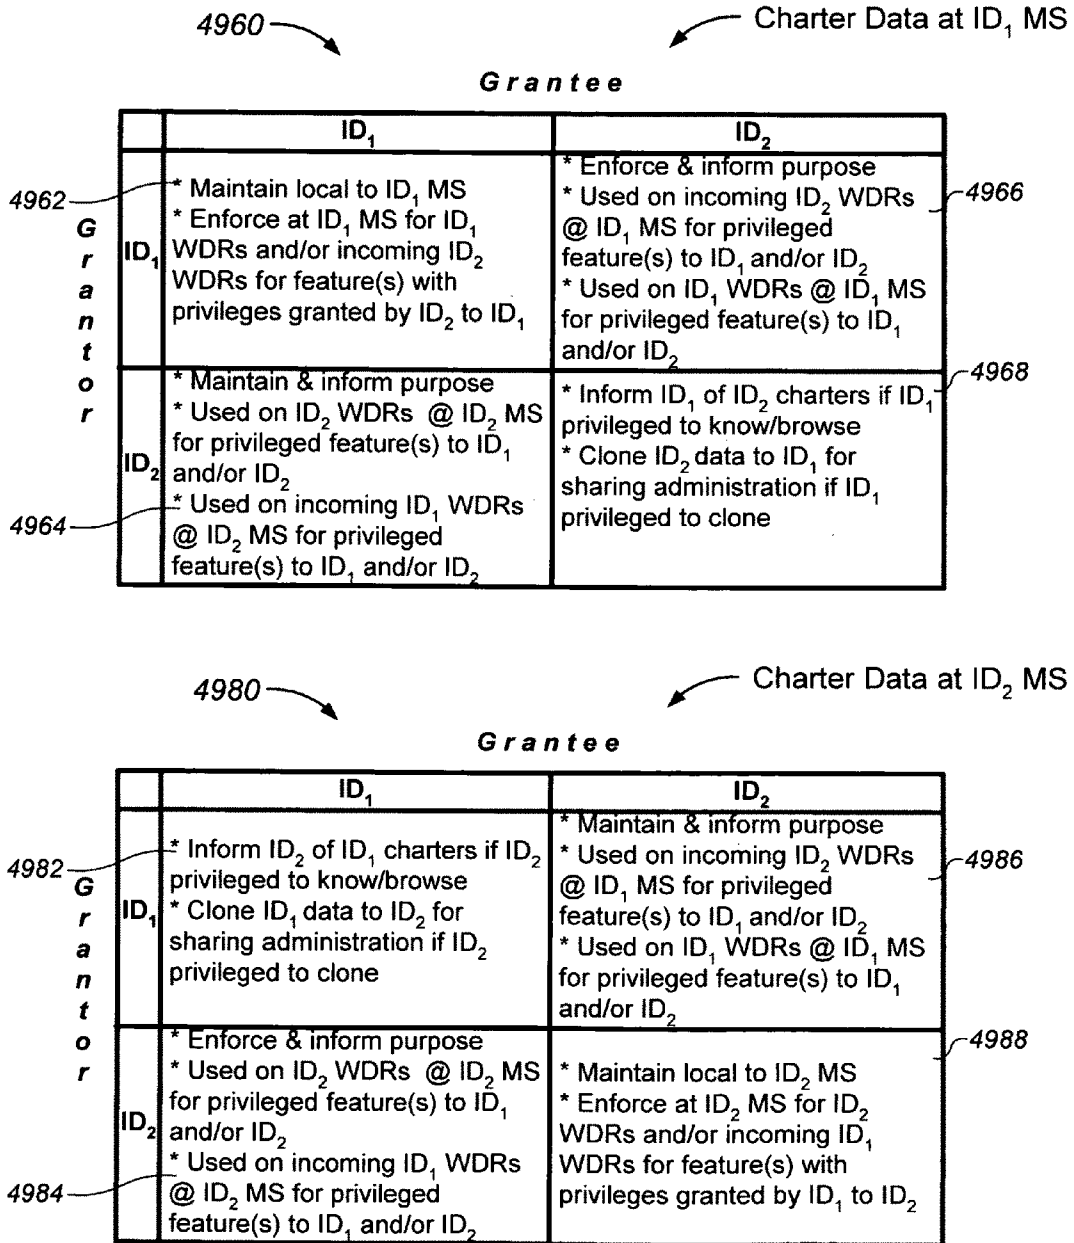 4960
Charter Data at ID₁ MS
Grantee
ID₁
ID₂
4962
Grantor
ID₁
* Maintain local to ID₁ MS
* Enforce at ID₁ MS for ID₁
WDRs and/or incoming ID₂
WDRs for feature(s) with
privileges granted by ID₂ to ID₁
* Enforce & inform purpose
* Used on incoming ID₂ WDRs
@ ID₁ MS for privileged
feature(s) to ID₁ and/or ID₂
* Used on ID₁ WDRs @ ID₁ MS
for privileged feature(s) to ID₁
and/or ID₂
4966
ID₂
* Maintain & inform purpose
* Used on ID₂ WDRs @ ID₂ MS
for privileged feature(s) to ID₁
and/or ID₂
* Used on incoming ID₁ WDRs
@ ID₂ MS for privileged
feature(s) to ID₁ and/or ID₂
4964
* Inform ID₁ of ID₂ charters if ID₁
privileged to know/browse
* Clone ID₂ data to ID₁ for
sharing administration if ID₁
privileged to clone
4968
4980
Charter Data at ID₂ MS
Grantee
ID₁
ID₂
4982
Grantor
ID₁
* Inform ID₂ of ID₁ charters if ID₂
privileged to know/browse
* Clone ID₁ data to ID₂ for
sharing administration if ID₂
privileged to clone
* Maintain & inform purpose
* Used on incoming ID₂ WDRs
@ ID₁ MS for privileged
feature(s) to ID₁ and/or ID₂
* Used on ID₁ WDRs @ ID₁ MS
for privileged feature(s) to ID₁
and/or ID₂
4986
ID₂
* Enforce & inform purpose
* Used on ID₂ WDRs @ ID₂ MS
for privileged feature(s) to ID₁
and/or ID₂
* Used on incoming ID₁ WDRs
@ ID₂ MS for privileged
feature(s) to ID₁ and/or ID₂
4984
* Maintain local to ID₂ MS
* Enforce at ID₂ MS for ID₂
WDRs and/or incoming ID₁
WDRs for feature(s) with
privileges granted by ID₁ to ID₂
4988